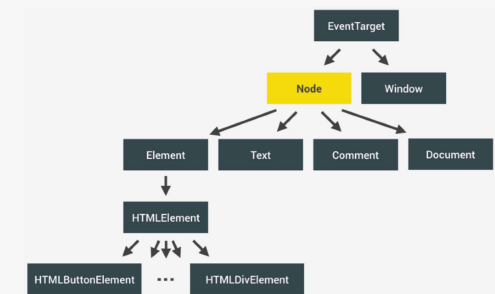 EventTarget
Node
Window
Element
Text
Comment
Document
HTMLElement
HTMLButtonElement
...
HTMLDivElement